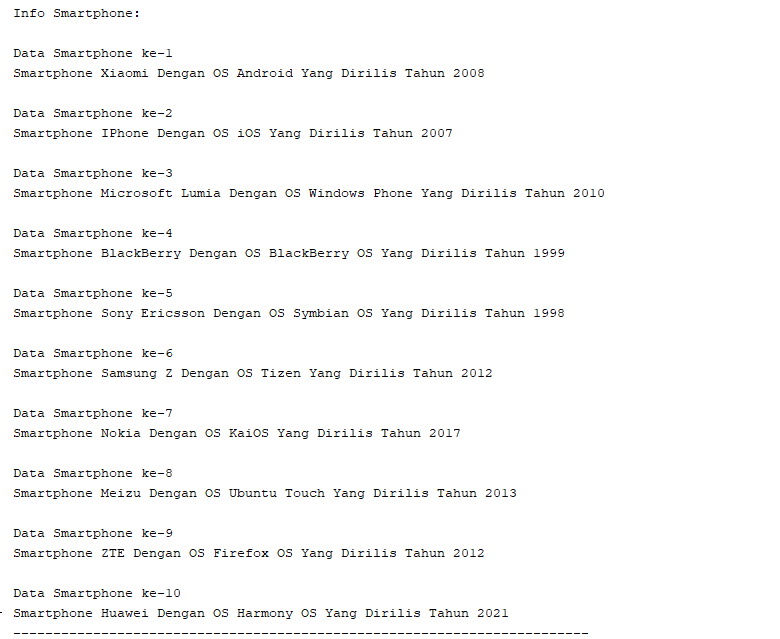 Info Smartphone:
Data Smartphone ke-1
Smartphone Xiaomi Dengan OS Android Yang Dirilis Tahun 2008
Data Smartphone ke-2
Smartphone IPhone Dengan OS iOS Yang Dirilis Tahun 2007
Data Smartphone ke-3
Smartphone Microsoft Lumia Dengan OS Windows Phone Yang Dirilis Tahun 2010
Data Smartphone ke-4
Smartphone BlackBerry Dengan OS BlackBerry OS Yang Dirilis Tahun 1999
Data Smartphone ke-5
Smartphone Sony Ericsson Dengan OS Symbian OS Yang Dirilis Tahun 1998
Data Smartphone ke-6
Smartphone Samsung Z Dengan OS Tizen Yang Dirilis Tahun 2012
Data Smartphone ke-7
Smartphone Nokia Dengan OS KaiOS Yang Dirilis Tahun 2017
Data Smartphone ke-8
Smartphone Meizu Dengan OS Ubuntu Touch Yang Dirilis Tahun 2013
Data Smartphone ke-9
Smartphone ZTE Dengan OS Firefox OS Yang Dirilis Tahun 2012
Data Smartphone ke-10
Smartphone Huawei Dengan OS Harmony OS Yang Dirilis Tahun 2021
------------------------------------------------------------------------